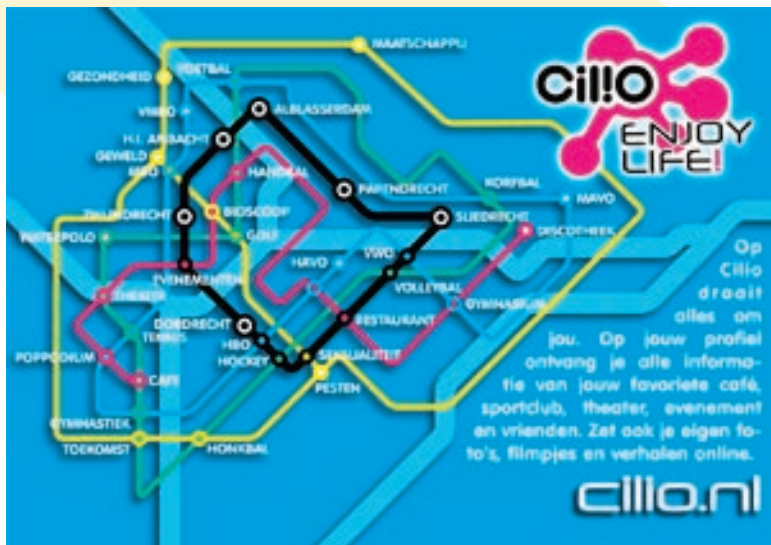 MAATSCHAPPIJ
VOETBAL
GEZONDHEID
VMBO
ALBLASSERDAM
H.I. AMBACHT
GEWELD
MBO
HANDBAL
PAPENDRECHT
KORFBAL
MAVO
ZWIJNDRECHT
BIOSCOOP
SLIEDRECHT
DISCOTHEEK
WATERPOLO
GOLF
VWO
HAVO
EVENEMENTEN
VOLLEYBAL
THEATER
GYMNASIUM
RESTAURANT
DORDRECHT
TENNIS
HBO
POPPODIUM
HOCKEY
SENSUALITEIT
CAFE
PESTEN
GYMNASTIEK
TOEKOMST
HONKBAL
Cil!O
ENJOY
LIFE!
Op
Cilio
draait
alles om
jou. Op jouw profiel
ontvang je alle informa-
tie van jouw favoriete café,
sportclub, theater, evenement
en vrienden. Zet ook je eigen fo-
to's, filmpjes en verhalen online.
cilio.nl